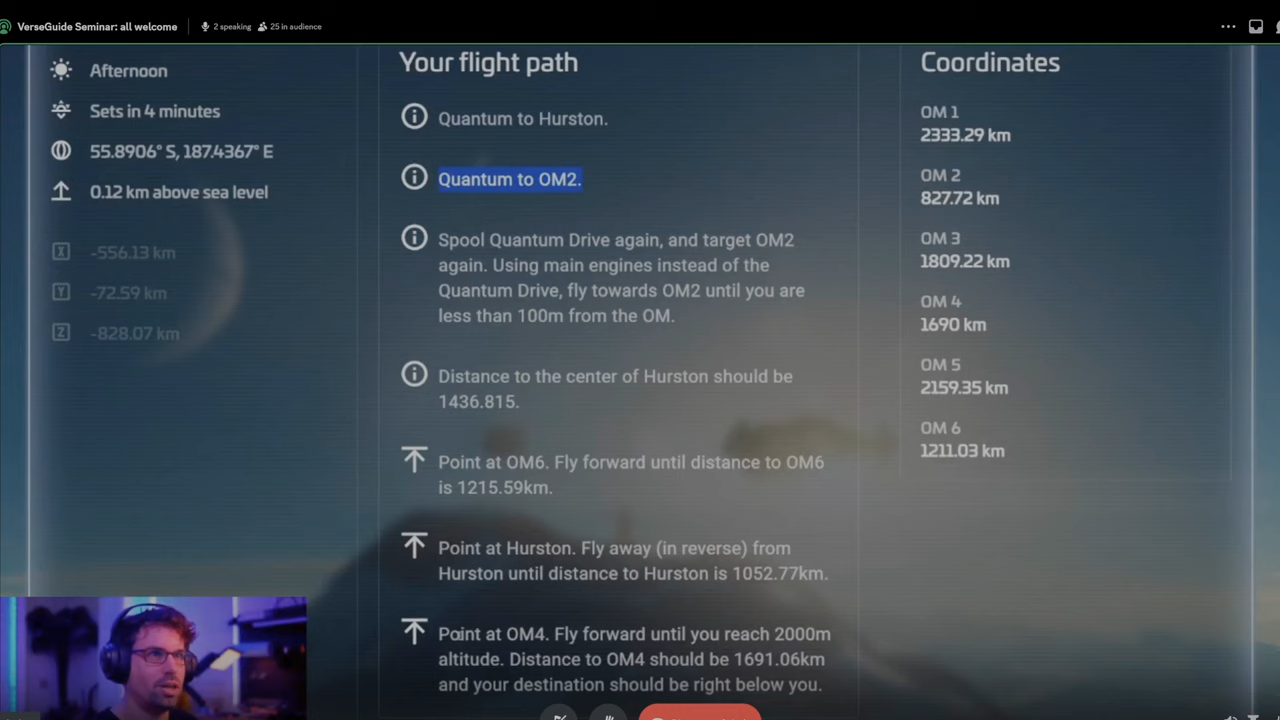 VerseGuide Seminar: all welcome
2 speaking
25 in audience
Afternoon
Sets in 4 minutes
55.8906° S, 187.4367° E
0.12 km above sea level
X -556.13 km
Y -72.59 km
Z -828.07 km
Your flight path
Quantum to Hurston.
Quantum to OM2.
Spool Quantum Drive again, and target OM2
again. Using main engines instead of the
Quantum Drive, fly towards OM2 until you are
less than 100m from the OM.
Distance to the center of Hurston should be
1436.815.
Point at OM6. Fly forward until distance to OM6
is 1215.59km.
Point at Hurston. Fly away (in reverse) from
Hurston until distance to Hurston is 1052.77km.
Point at OM4. Fly forward until you reach 2000m
altitude. Distance to OM4 should be 1691.06km
and your destination should be right below you.
Coordinates
OM 1
2333.29 km
OM 2
827.72 km
OM 3
1809.22 km
OM 4
1690 km
OM 5
2159.35 km
OM 6
1211.03 km